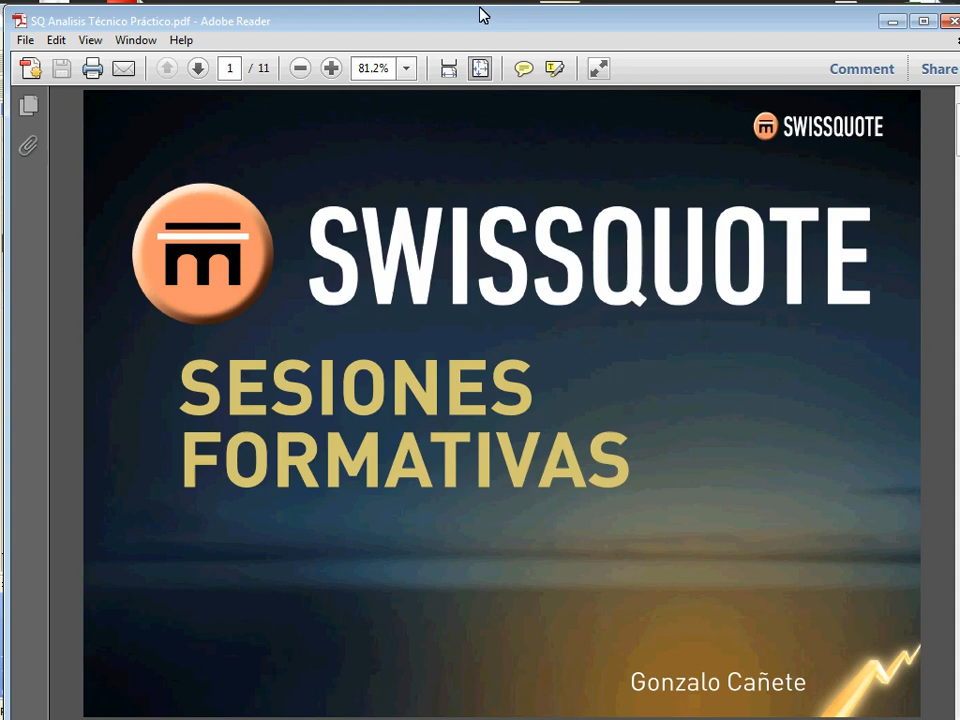 SQ Analisis Técnico Práctico.pdf - Adobe Reader
File Edit View Window Help
1 / 11 81.2% Comment Share
SWISSQUOTE
SWISSQUOTE
SESIONES
FORMATIVAS
Gonzalo Cañete